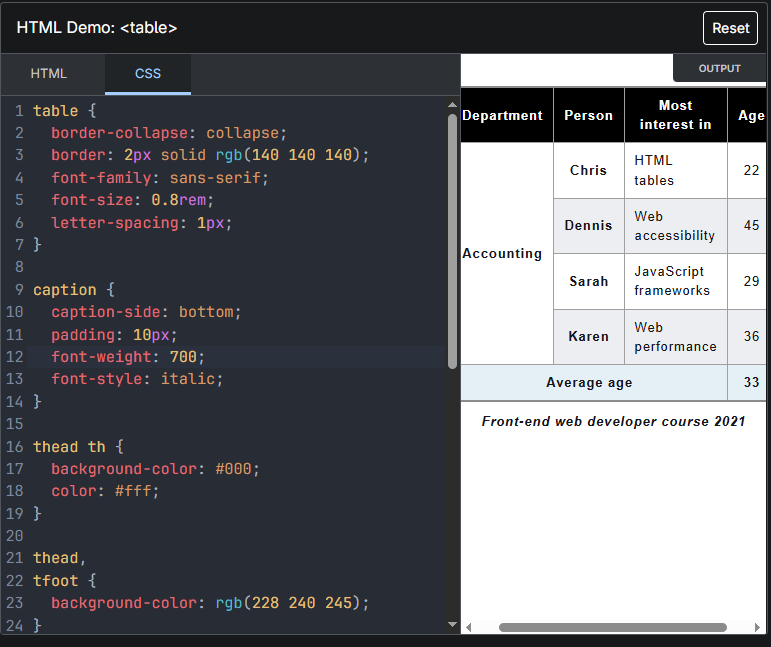 HTML Demo: <table>
Reset
HTML
CSS
OUTPUT
1 table {
2 border-collapse: collapse;
3 border: 2px solid rgb(140 140 140);
4 font-family: sans-serif;
5 font-size: 0.8rem;
6 letter-spacing: 1px;
7 }
8
9 caption {
10 caption-side: bottom;
11 padding: 10px;
12 font-weight: 700;
13 font-style: italic;
14 }
15
16 thead th {
17 background-color: #000;
18 color: #fff;
19 }
20
21 thead,
22 tfoot {
23 background-color: rgb(228 240 245);
24 }
Department Person Most interest in Age
Accounting
Chris HTML tables 22
Dennis Web accessibility 45
Sarah JavaScript frameworks 29
Karen Web performance 36
Average age 33
Front-end web developer course 2021